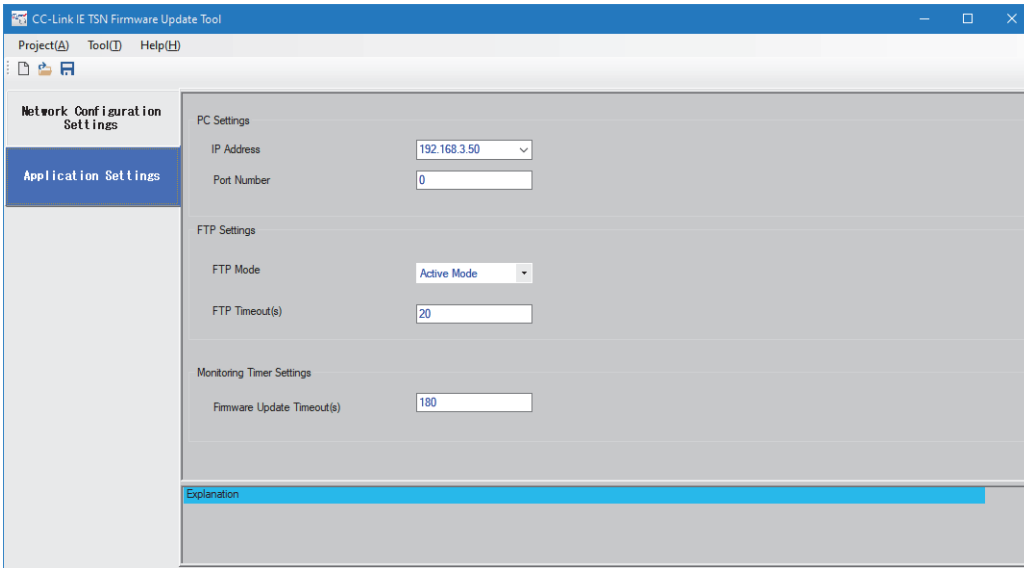 CC-Link IE TSN Firmware Update Tool
Project(A) Tool(T) Help(H)
Network Configuration
Settings
Application Settings
PC Settings
IP Address 192.168.3.50
Port Number 0
FTP Settings
FTP Mode Active Mode
FTP Timeout(s) 20
Monitoring Timer Settings
Firmware Update Timeout(s) 180
Explanation